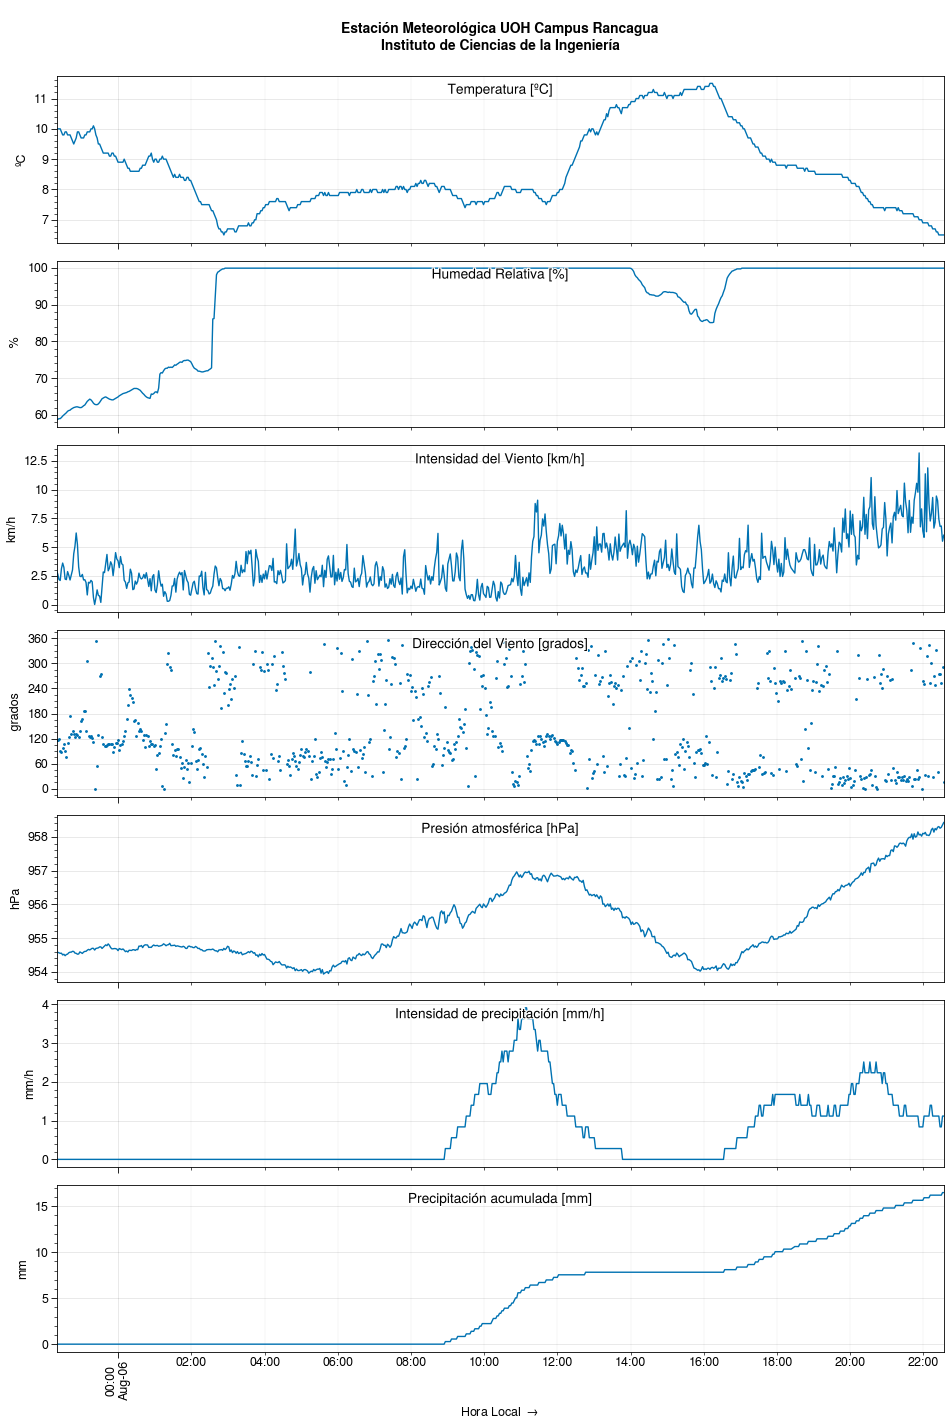 Estación Meteorológica UOH Campus Rancagua
Instituto de Ciencias de la Ingeniería
Temperatura [ºC]
ºC
11
10
9
8
7
Humedad Relativa [%]
%
100
90
80
70
60
Intensidad del Viento [km/h]
km/h
12.5
10
7.5
5
2.5
0
Dirección del Viento [grados]
grados
360
300
240
180
120
60
0
Presión atmosférica [hPa]
hPa
958
957
956
955
954
Intensidad de precipitación [mm/h]
mm/h
4
3
2
1
0
Precipitación acumulada [mm]
mm
15
10
5
0
00:00
Aug-06
02:00
04:00
06:00
08:00
10:00
12:00
14:00
16:00
18:00
20:00
22:00
Hora Local →